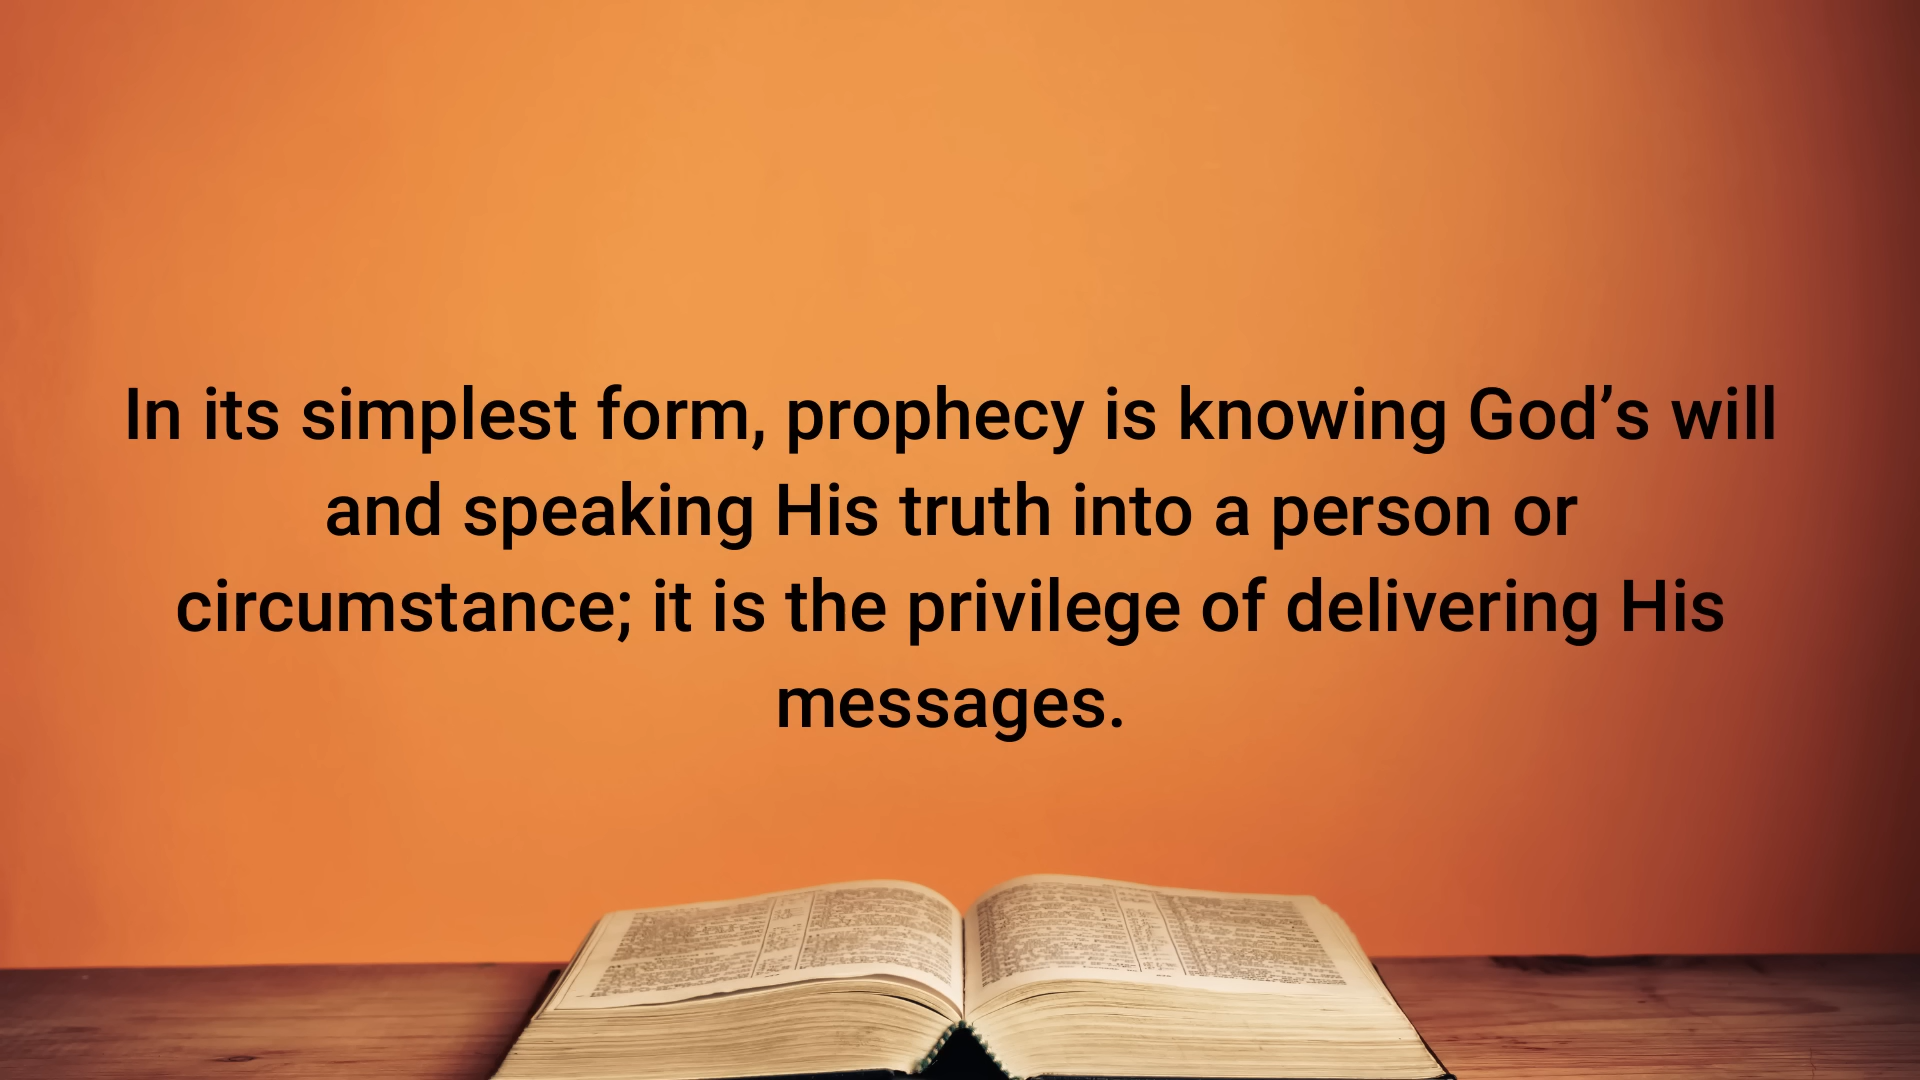 In its simplest form, prophecy is knowing God’s will
and speaking His truth into a person or
circumstance; it is the privilege of delivering His
messages.